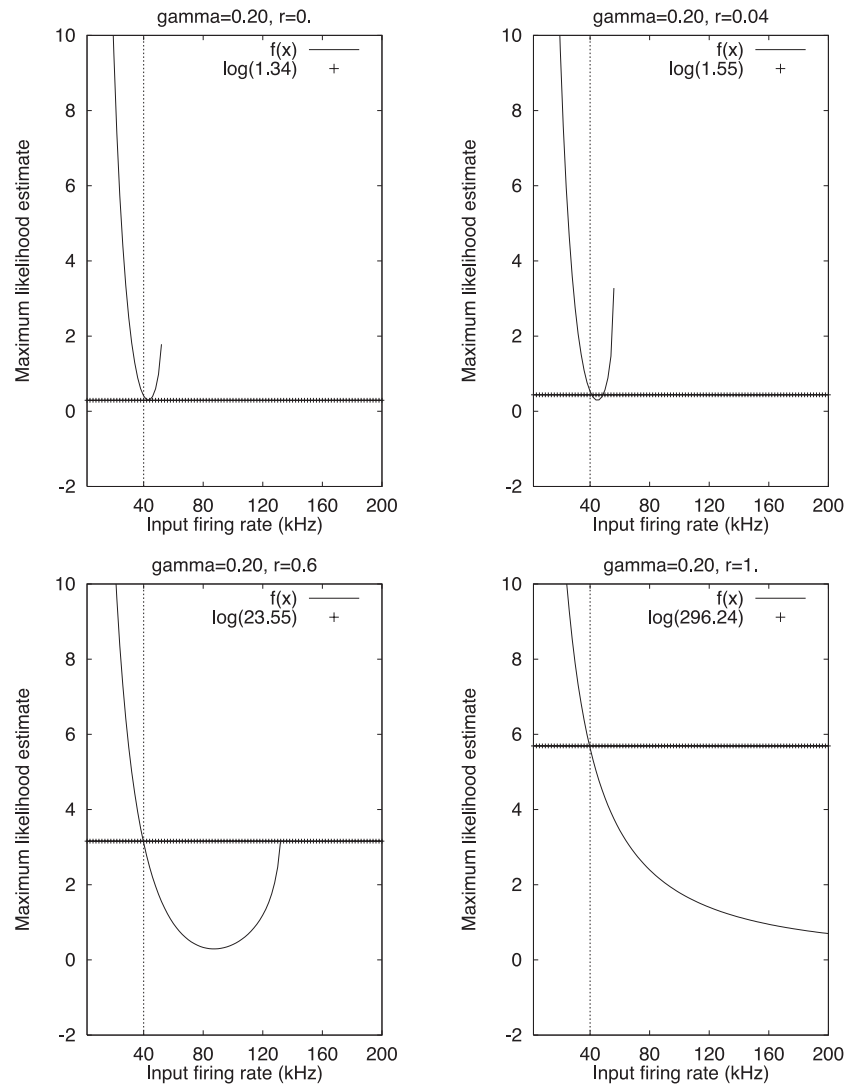 gamma=0.20, r=0.
10
8
6
4
2
0
-2
Maximum likelihood estimate
f(x)
log(1.34) +
40 80 120 160 200
Input firing rate (kHz)
gamma=0.20, r=0.04
10
8
6
4
2
0
-2
Maximum likelihood estimate
f(x)
log(1.55) +
40 80 120 160 200
Input firing rate (kHz)
gamma=0.20, r=0.6
10
8
6
4
2
0
-2
Maximum likelihood estimate
f(x)
log(23.55) +
40 80 120 160 200
Input firing rate (kHz)
gamma=0.20, r=1.
10
8
6
4
2
0
-2
Maximum likelihood estimate
f(x)
log(296.24) +
40 80 120 160 200
Input firing rate (kHz)